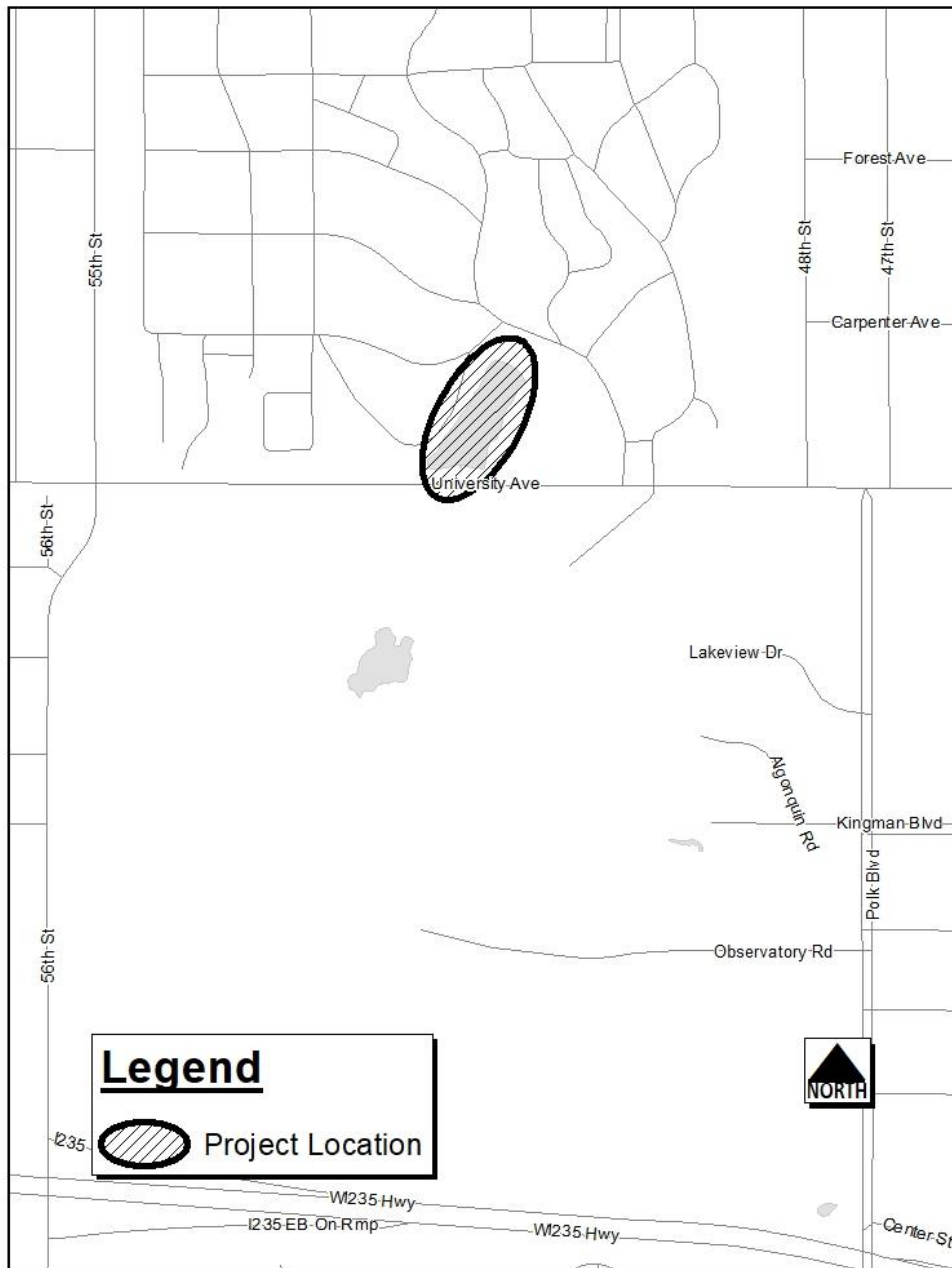 Forest Ave
55th St
48th St
47th St
Carpenter Ave
University Ave
56th St
Lakeview Dr
Algonquin Rd
Kingman Blvd
Polk Blvd
56th St
Observatory Rd
Legend
NORTH
Project Location
I235
WI235 Hwy
I235 EB On Rmp
WI235 Hwy
Center St